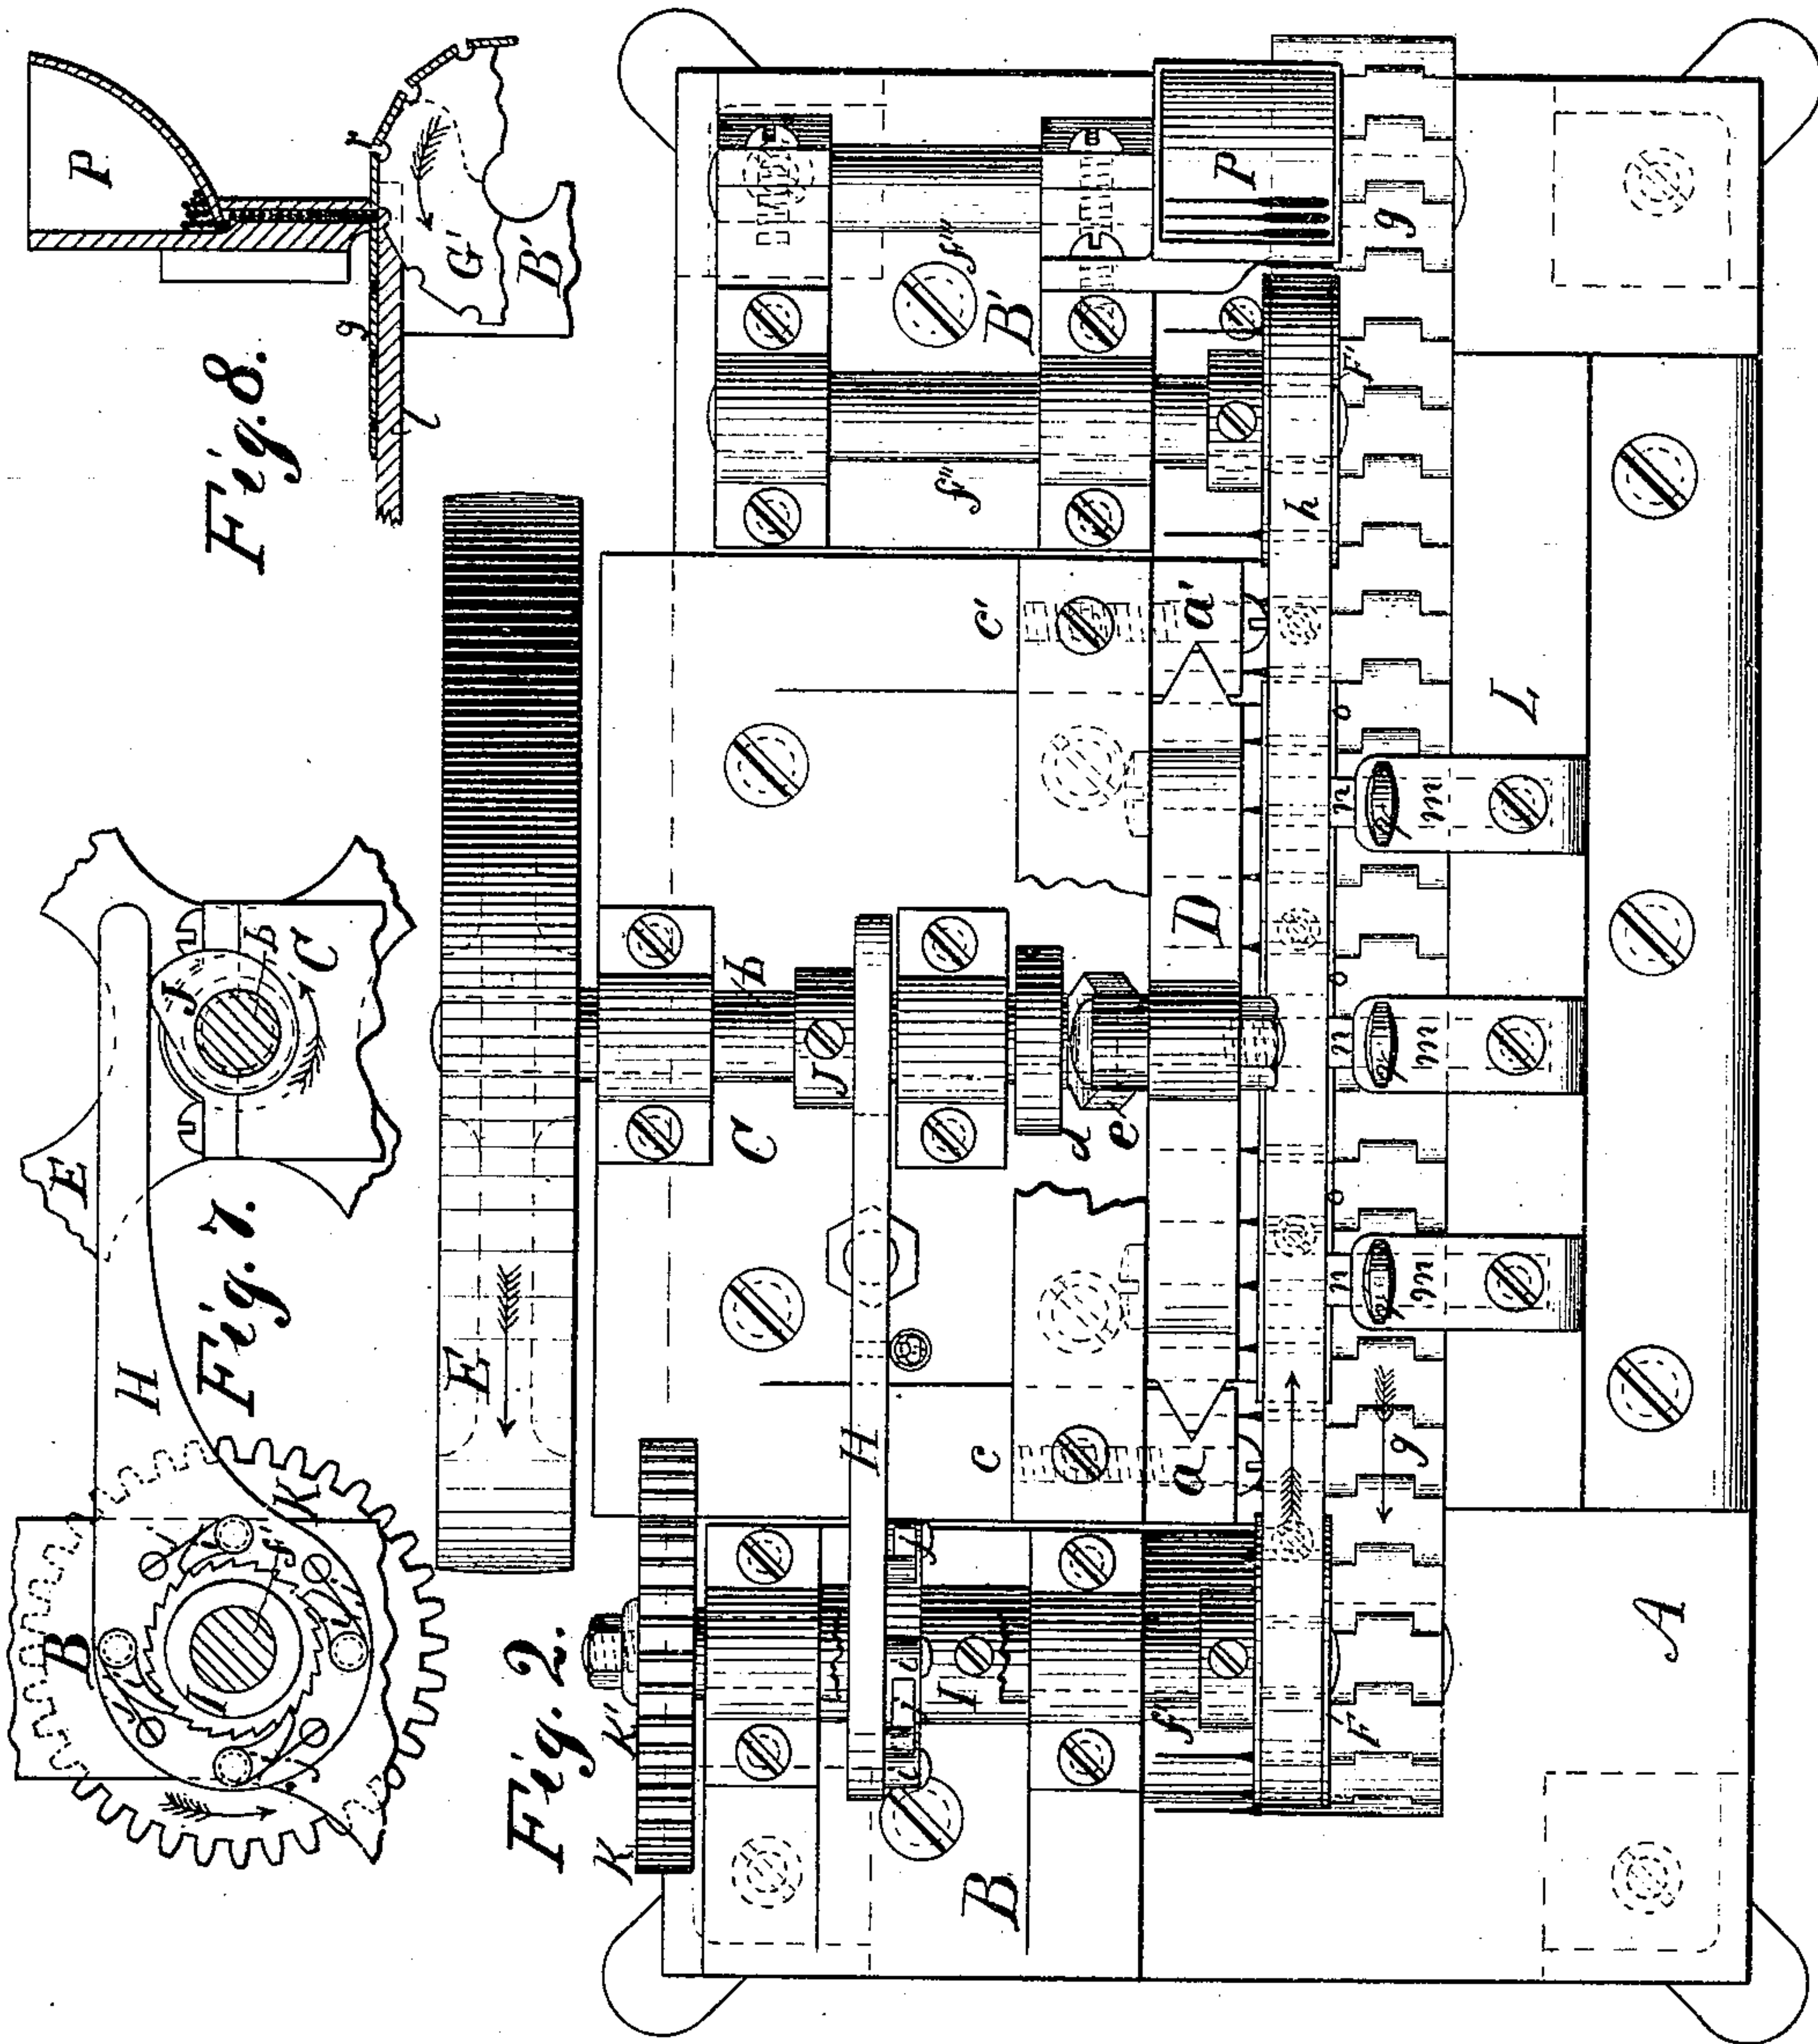 Fig. 8.
P
r
g
l
G'
B'
Fig. 7.
E
H
J
b
C
B
K
i
i
i
i
j
j
j
j
Fig. 2.
K
K'
E
C
b
J
H
d
e
D
c
c'
a
a'
B
I
i
i
j
f'
F
f''
f'''
B'
P
F'
h
g
g
o
o
o
n
n
n
m
m
m
L
A